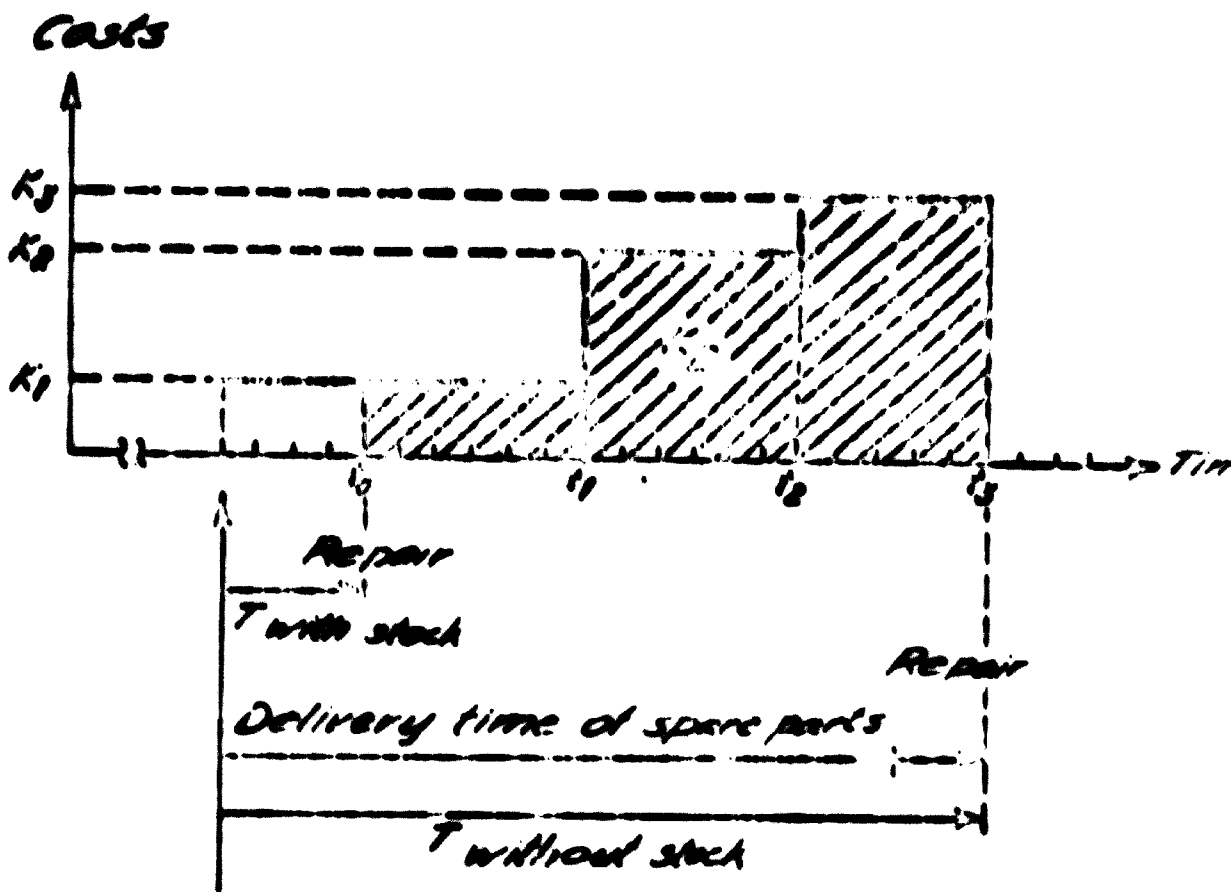 Costs
K3
K2
K1
t0 t1 t2 t3 Tim
Repair
T with stock
Repair
Delivery time of spare parts
T without stock